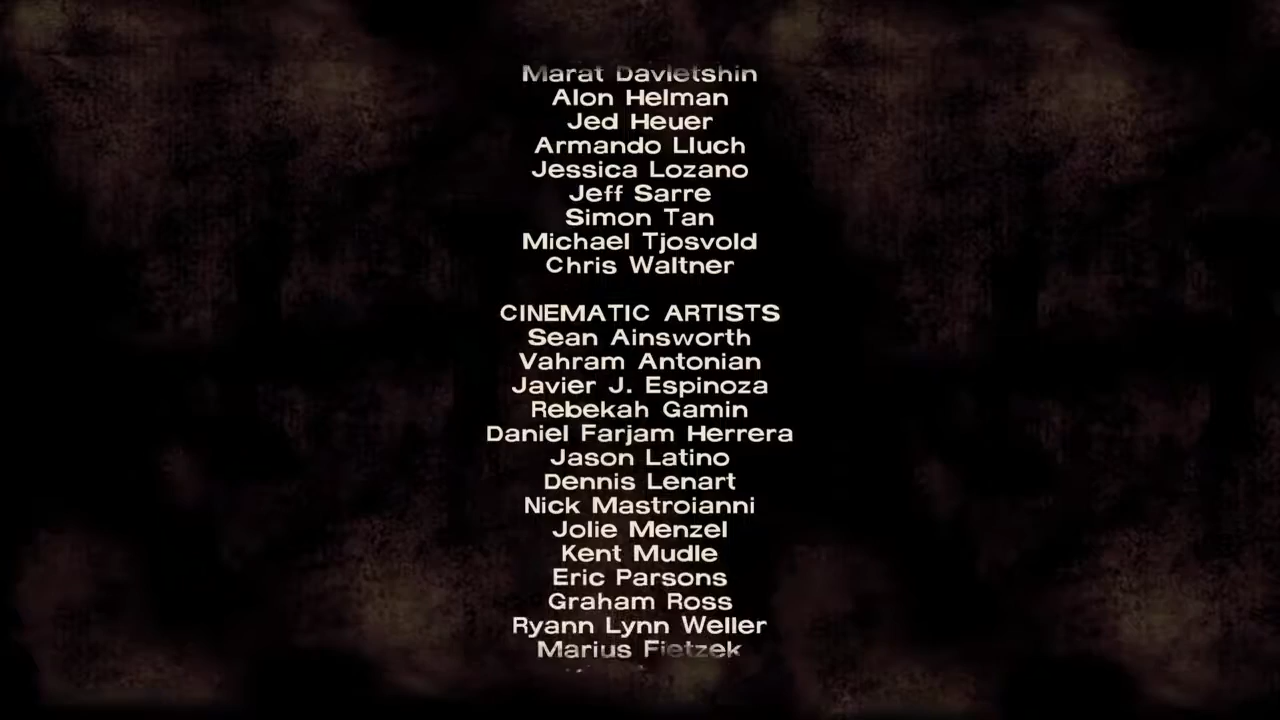 Marat Davletshin
Alon Helman
Jed Heuer
Armando Lluch
Jessica Lozano
Jeff Sarre
Simon Tan
Michael Tjosvold
Chris Waltner
CINEMATIC ARTISTS
Sean Ainsworth
Vahram Antonian
Javier J. Espinoza
Rebekah Gamin
Daniel Farjam Herrera
Jason Latino
Dennis Lenart
Nick Mastroianni
Jolie Menzel
Kent Mudle
Eric Parsons
Graham Ross
Ryann Lynn Weller
Marius Fietzek